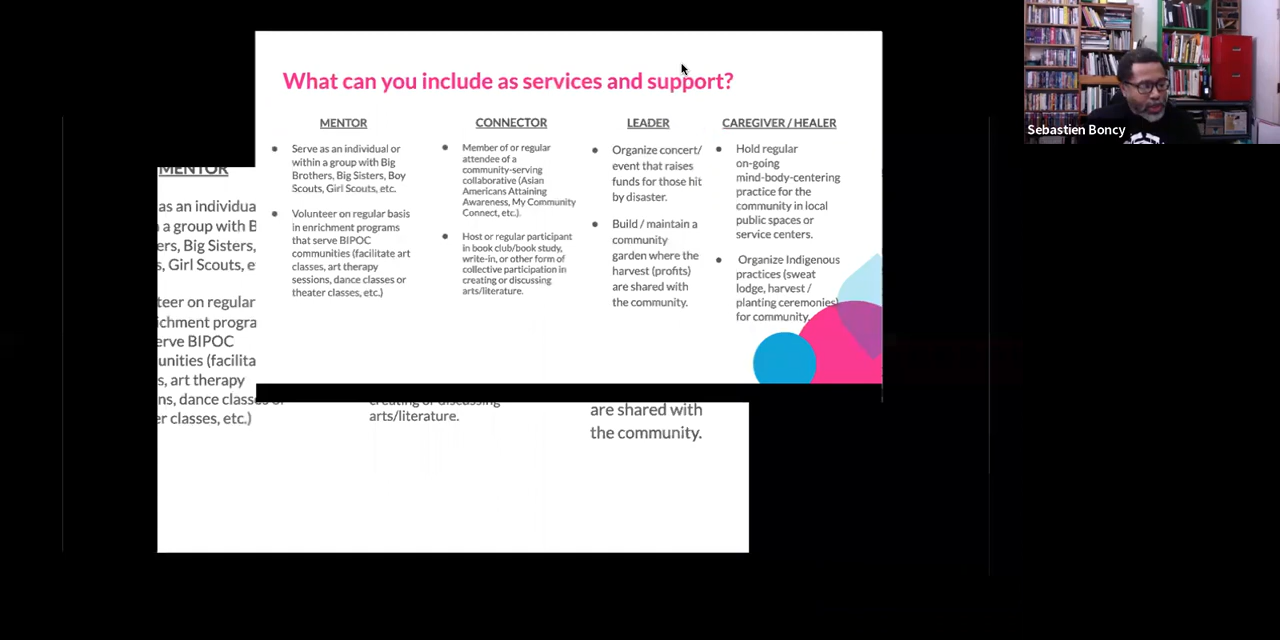 What can you include as services and support?
MENTOR
Serve as an individual or
within a group with Big
Brothers, Big Sisters, Boy
Scouts, Girl Scouts, etc.
Volunteer on regular basis
in enrichment programs
that serve BIPOC
communities (facilitate art
classes, art therapy
sessions, dance classes or
theater classes, etc.)
CONNECTOR
Member of or regular
attendee of a
community-serving
collaborative (Asian
Americans Attaining
Awareness, My Community
Connect, etc.).
Host or regular participant
in book club/book study,
write-in, or other form of
collective participation in
creating or discussing
arts/literature.
LEADER
Organize concert/
event that raises
funds for those hit
by disaster.
Build / maintain a
community
garden where the
harvest (profits)
are shared with
the community.
CAREGIVER / HEALER
Hold regular
on-going
mind-body-centering
practice for the
community in local
public spaces or
service centers.
Organize Indigenous
practices (sweat
lodge, harvest /
planting ceremonies)
for community.
Sebastien Boncy
MENTOR
as an individua
n a group with B
ers, Big Sisters,
s, Girl Scouts, e
teer on regular
ichment progra
erve BIPOC
unities (facilita
s, art therapy
ns, dance classes or
er classes, etc.)
creating or discussing
arts/literature.
are shared with
the community.